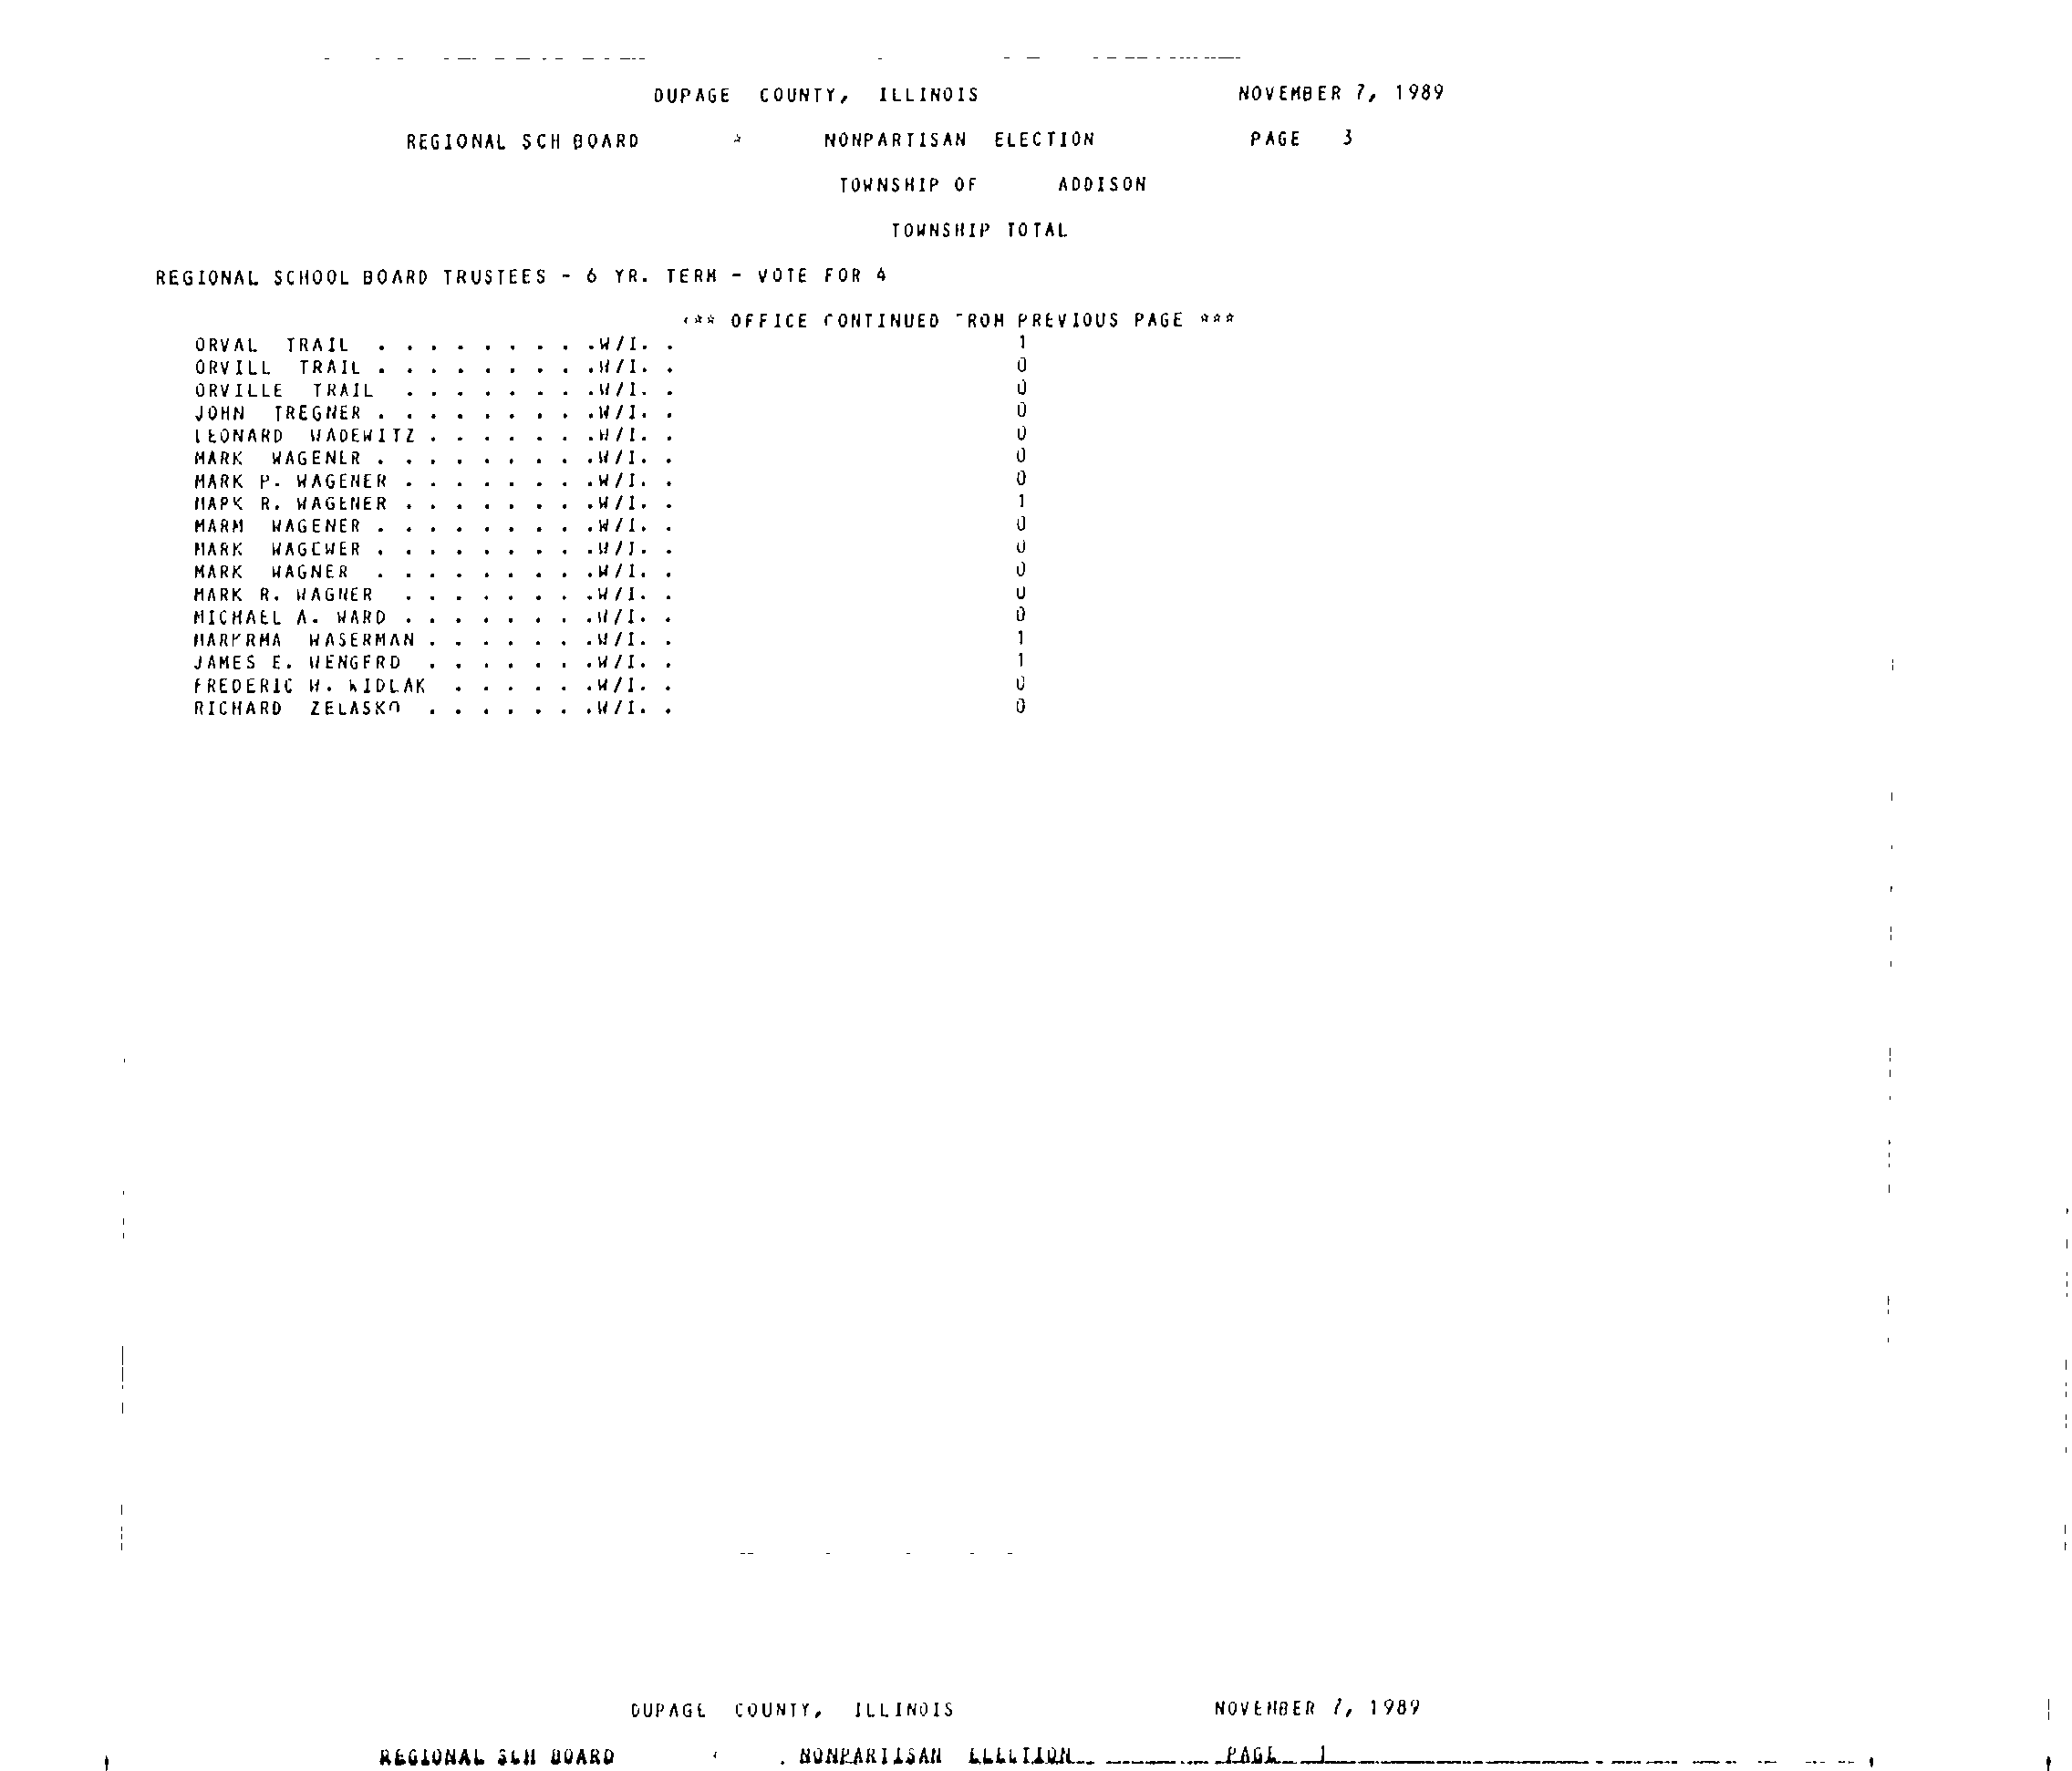 DUPAGE COUNTY, ILLINOIS NOVEMBER 7, 1989
REGIONAL SCH BOARD * NONPARTISAN ELECTION PAGE 3
TOWNSHIP OF ADDISON
TOWNSHIP TOTAL
REGIONAL SCHOOL BOARD TRUSTEES - 6 YR. TERM - VOTE FOR 4
*** OFFICE CONTINUED FROM PREVIOUS PAGE ***
ORVAL TRAIL . . . . . . . . .W/I. . 1
ORVILL TRAIL . . . . . . . . .W/I. . 0
ORVILLE TRAIL . . . . . . . .W/I. . 0
JOHN TREGNER . . . . . . . . .W/I. . 0
LEONARD WADEWITZ . . . . . . .W/I. . 0
MARK WAGENER . . . . . . . . .W/I. . 0
MARK P. WAGENER . . . . . . . .W/I. . 0
MARK R. WAGENER . . . . . . . .W/I. . 1
MARM WAGENER . . . . . . . . .W/I. . 0
MARK WAGEWER . . . . . . . . .W/I. . 0
MARK WAGNER . . . . . . . . .W/I. . 0
MARK R. WAGNER . . . . . . . .W/I. . 0
MICHAEL A. WARD . . . . . . . .W/I. . 0
WASERMAN . . . . . . .W/I. . 1
JAMES E. WENGERD . . . . . . .W/I. . 1
FREDERIC W. WIDLAK . . . . . .W/I. . 0
RICHARD ZELASKO . . . . . . .W/I. . 0
DUPAGE COUNTY, ILLINOIS NOVEMBER 7, 1989
REGIONAL SCH BOARD NONPARTISAN ELECTION PAGE 1